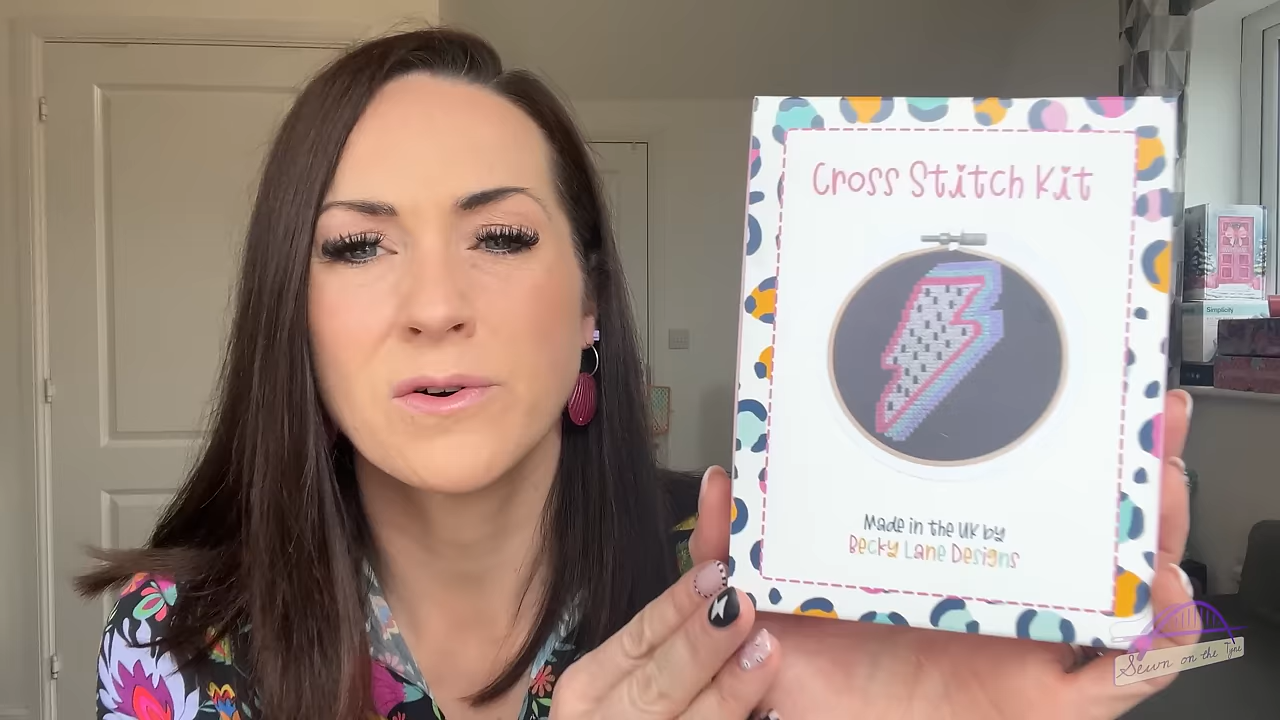 Cross Stitch Kit
Made in the UK by
Becky Lane Designs
Simplicity
Sewn on the Tyne